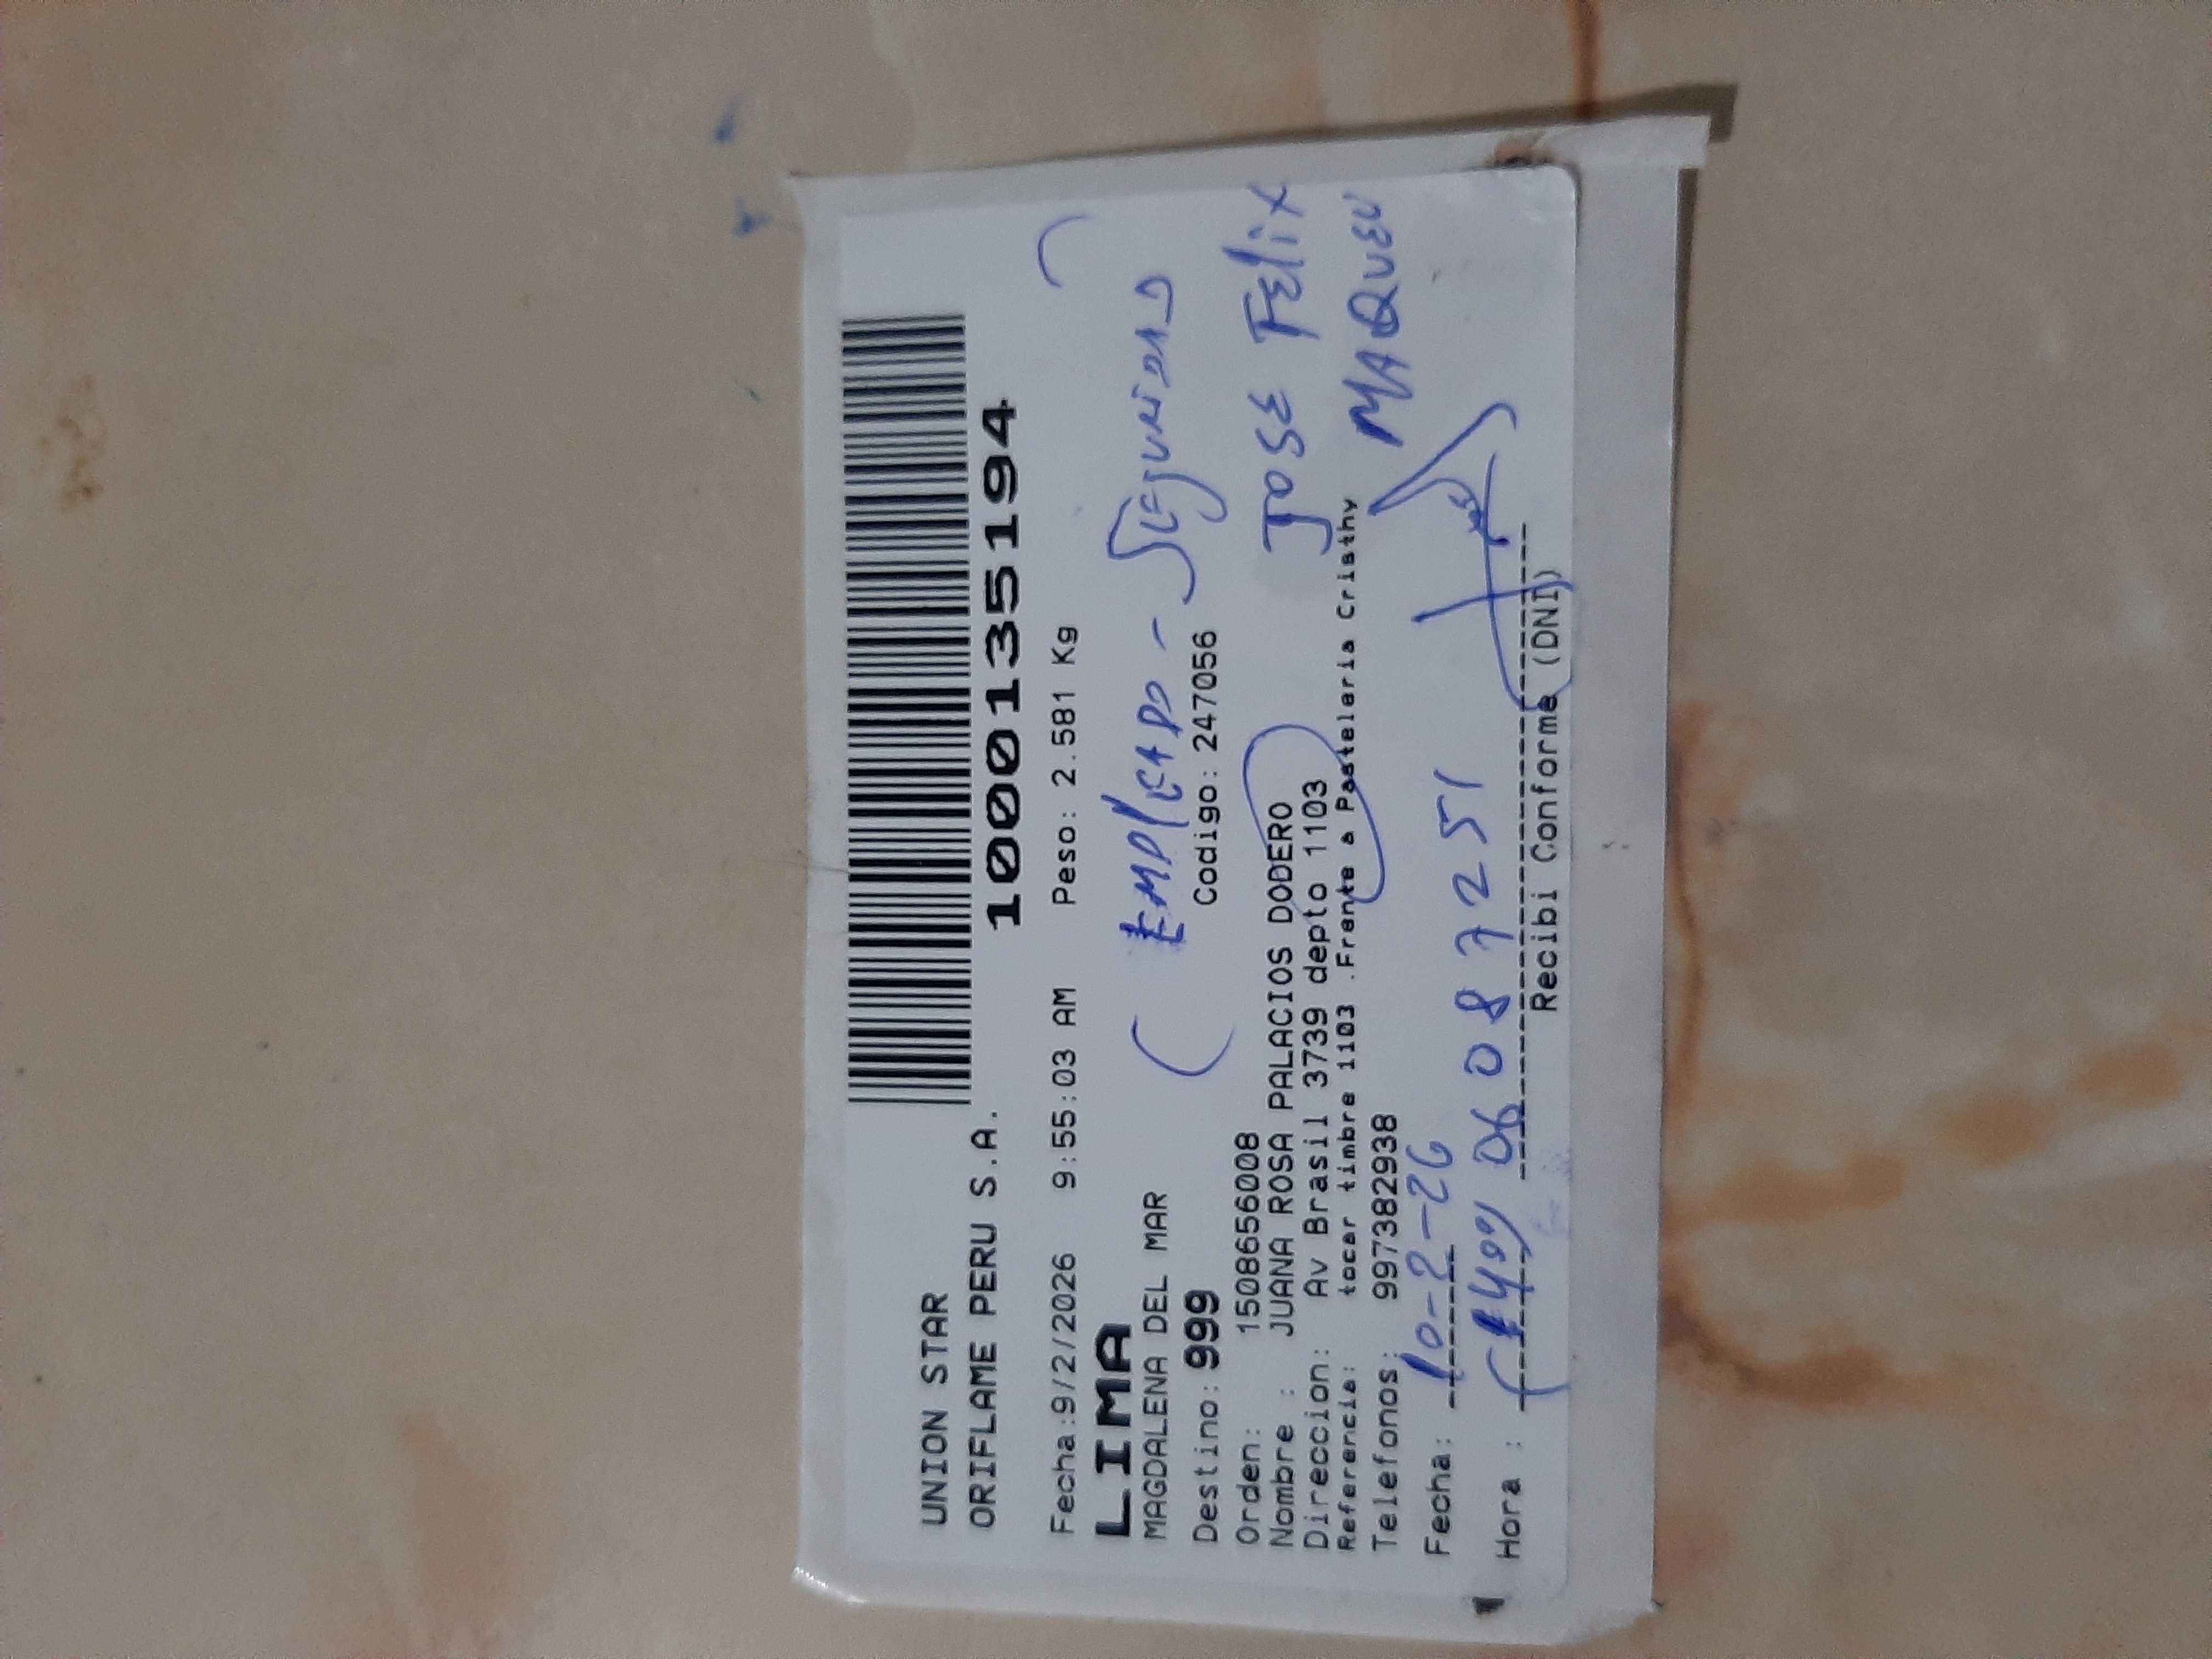 UNION STAR
ORIFLAME PERU S.A.
1000135194
Fecha:9/2/2026 9:55:03 AM Peso: 2.581 Kg
LIMA
MAGDALENA DEL MAR
(EMPLEADO - SEGURIDAD)
Destino: 999 Codigo: 247056
Orden: 1508656008
Nombre : JUANA ROSA PALACIOS DODERO
JOSE FELIX
Direccion: Av Brasil 3739 depto 1103
Referencia: tocar timbre 1103 .Frente a Pasteleria Cristhy
MAQUEV
Telefonos: 997382938
Fecha: 10-2-26
Hora : 06087251
Recibi Conforme (DNI)